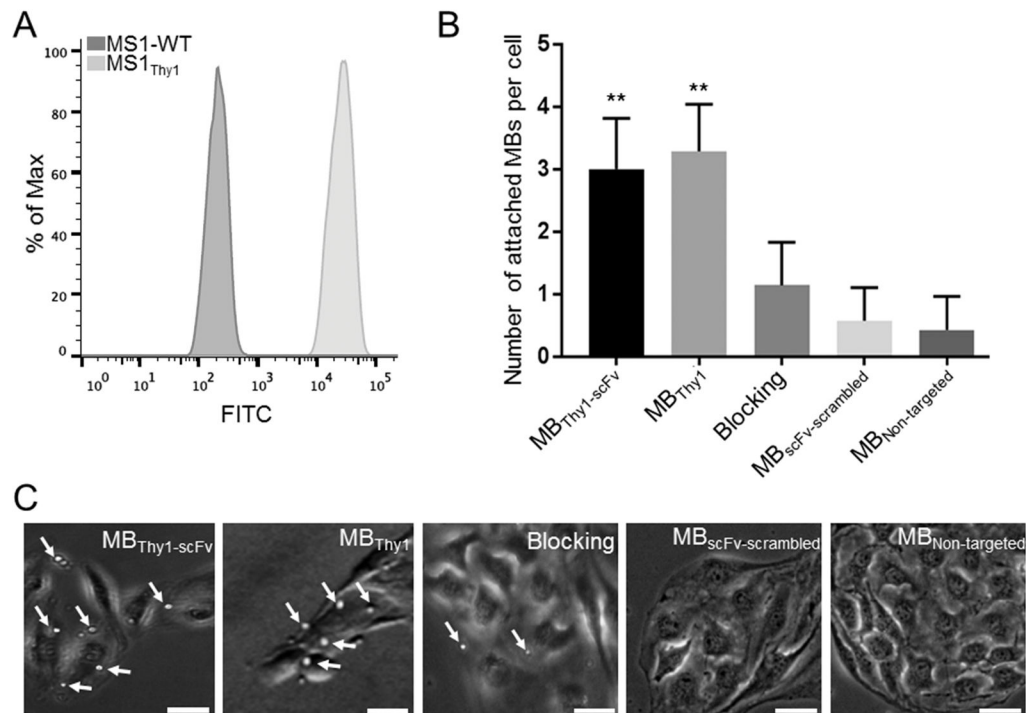 A
MS1-WT
MS1Thy1
100
80
60
40
20
0
% of Max
10^0 10^1 10^2 10^3 10^4 10^5
FITC
B
5
4
3
2
1
0
Number of attached MBs per cell
** **
MBThy1-scFv
MBThy1
Blocking
MBscFv-scrambled
MBNon-targeted
C
MBThy1-scFv MBThy1 Blocking MBscFv-scrambled MBNon-targeted